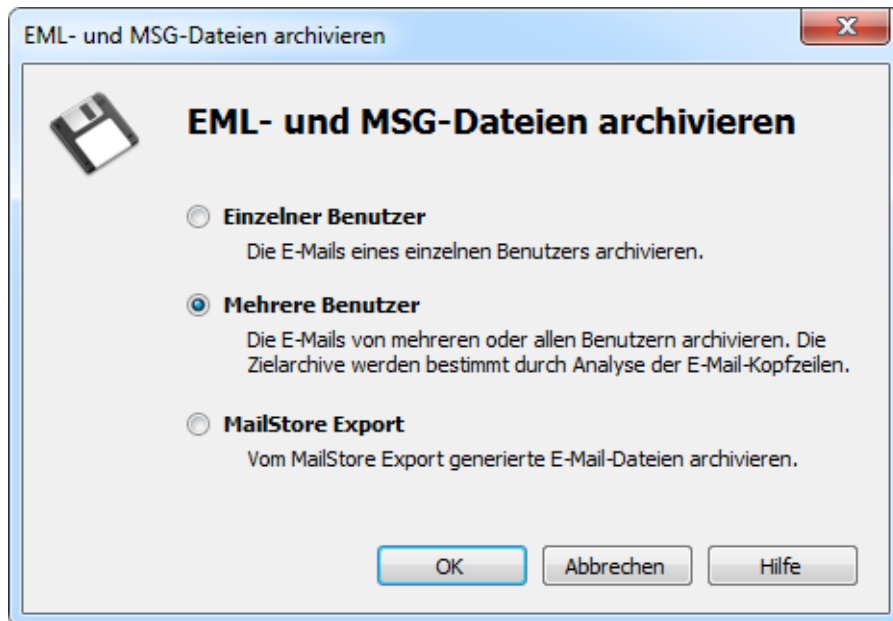 EML- und MSG-Dateien archivieren
EML- und MSG-Dateien archivieren
Einzelner Benutzer
Die E-Mails eines einzelnen Benutzers archivieren.
Mehrere Benutzer
Die E-Mails von mehreren oder allen Benutzern archivieren. Die
Zielarchive werden bestimmt durch Analyse der E-Mail-Kopfzeilen.
MailStore Export
Vom MailStore Export generierte E-Mail-Dateien archivieren.
OK Abbrechen Hilfe